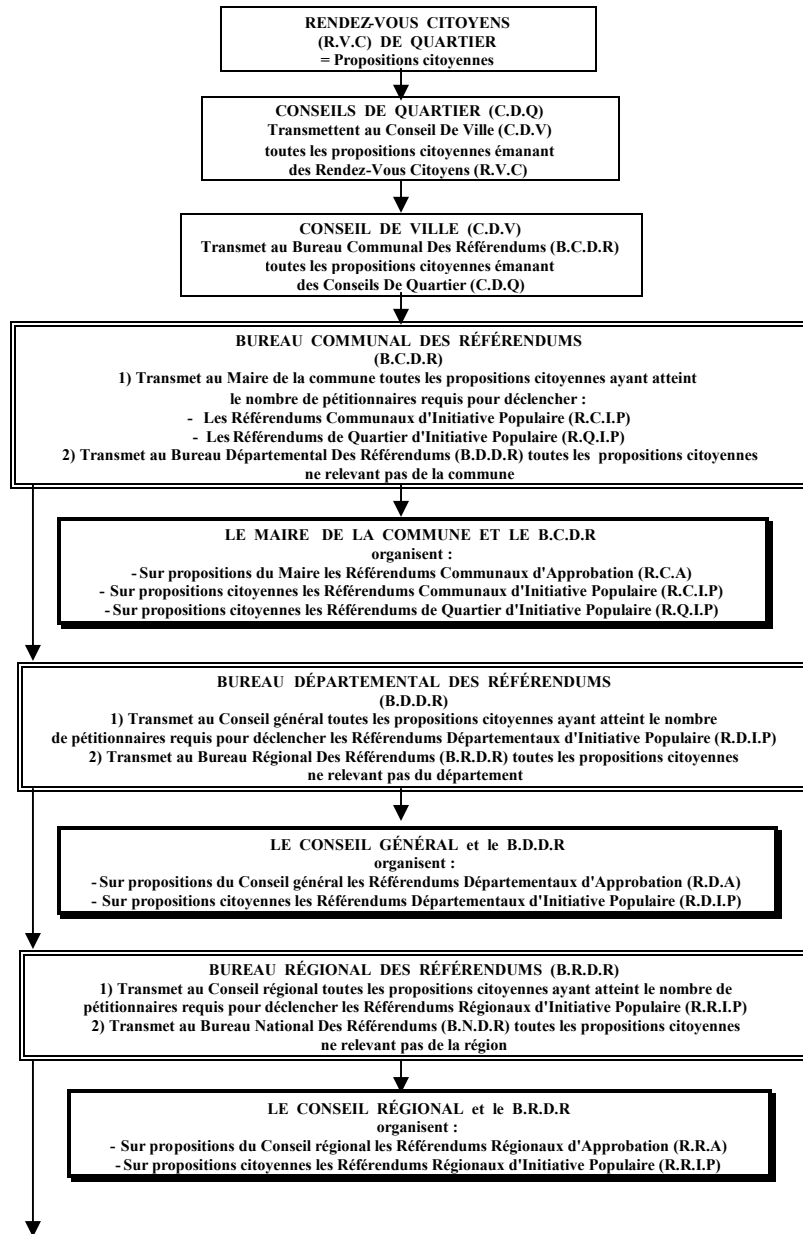 RENDEZ-VOUS CITOYENS
(R.V.C) DE QUARTIER
= Propositions citoyennes
CONSEILS DE QUARTIER (C.D.Q)
Transmettent au Conseil De Ville (C.D.V)
toutes les propositions citoyennes émanant
des Rendez-Vous Citoyens (R.V.C)
CONSEIL DE VILLE (C.D.V)
Transmet au Bureau Communal Des Référendums (B.C.D.R)
toutes les propositions citoyennes émanant
des Conseils De Quartier (C.D.Q)
BUREAU COMMUNAL DES RÉFÉRENDUMS
(B.C.D.R)
1) Transmet au Maire de la commune toutes les propositions citoyennes ayant atteint
le nombre de pétitionnaires requis pour déclencher :
- Les Référendums Communaux d'Initiative Populaire (R.C.I.P)
- Les Référendums de Quartier d'Initiative Populaire (R.Q.I.P)
2) Transmet au Bureau Départemental Des Référendums (B.D.D.R) toutes les propositions citoyennes
ne relevant pas de la commune
LE MAIRE DE LA COMMUNE ET LE B.C.D.R
organisent :
- Sur propositions du Maire les Référendums Communaux d'Approbation (R.C.A)
- Sur propositions citoyennes les Référendums Communaux d'Initiative Populaire (R.C.I.P)
- Sur propositions citoyennes les Référendums de Quartier d'Initiative Populaire (R.Q.I.P)
BUREAU DÉPARTEMENTAL DES RÉFÉRENDUMS
(B.D.D.R)
1) Transmet au Conseil général toutes les propositions citoyennes ayant atteint le nombre
de pétitionnaires requis pour déclencher les Référendums Départementaux d'Initiative Populaire (R.D.I.P)
2) Transmet au Bureau Régional Des Référendums (B.R.D.R) toutes les propositions citoyennes
ne relevant pas du département
LE CONSEIL GÉNÉRAL et le B.D.D.R
organisent :
- Sur propositions du Conseil général les Référendums Départementaux d'Approbation (R.D.A)
- Sur propositions citoyennes les Référendums Départementaux d'Initiative Populaire (R.D.I.P)
BUREAU RÉGIONAL DES RÉFÉRENDUMS (B.R.D.R)
1) Transmet au Conseil régional toutes les propositions citoyennes ayant atteint le nombre de
pétitionnaires requis pour déclencher les Référendums Régionaux d'Initiative Populaire (R.R.I.P)
2) Transmet au Bureau National Des Référendums (B.N.D.R) toutes les propositions citoyennes
ne relevant pas de la région
LE CONSEIL RÉGIONAL et le B.R.D.R
organisent :
- Sur propositions du Conseil régional les Référendums Régionaux d'Approbation (R.R.A)
- Sur propositions citoyennes les Référendums Régionaux d'Initiative Populaire (R.R.I.P)